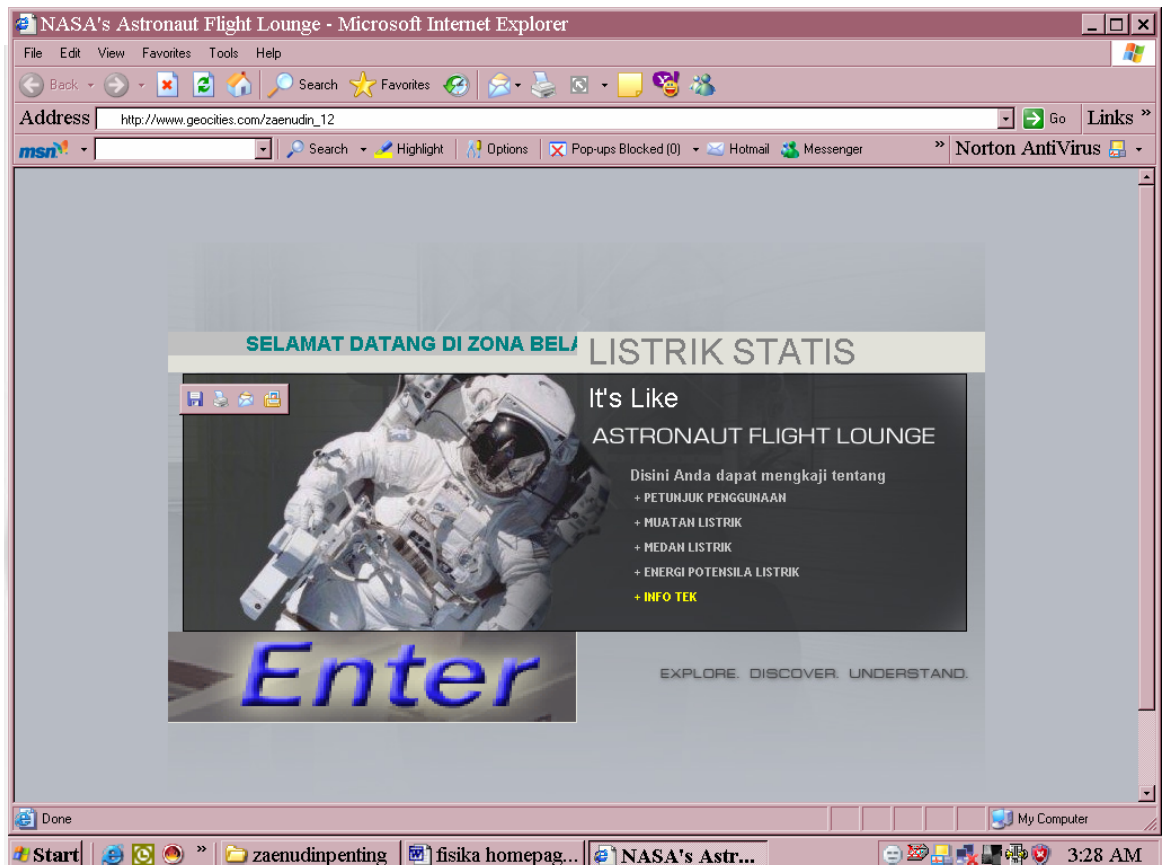 NASA's Astronaut Flight Lounge - Microsoft Internet Explorer
File Edit View Favorites Tools Help
Back Search Favorites
Address http://www.geocities.com/zaenudin_12 Go Links »
msn Search Highlight Options Pop-ups Blocked (0) Hotmail Messenger » Norton AntiVirus
SELAMAT DATANG DI ZONA BELA
LISTRIK STATIS
It's Like
ASTRONAUT FLIGHT LOUNGE
Disini Anda dapat mengkaji tentang
+ PETUNJUK PENGGUNAAN
+ MUATAN LISTRIK
+ MEDAN LISTRIK
+ ENERGI POTENSILA LISTRIK
+ INFO TEK
Enter
EXPLORE. DISCOVER. UNDERSTAND.
Done My Computer
Start » zaenudinpenting fisika homepag... NASA's Astr... 3:28 AM